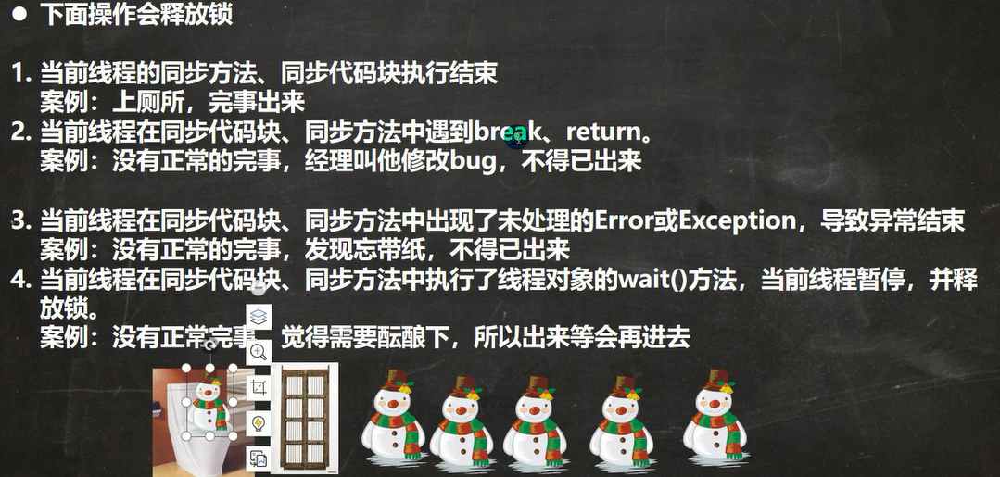 ● 下面操作会释放锁
1. 当前线程的同步方法、同步代码块执行结束
案例：上厕所，完事出来
2. 当前线程在同步代码块、同步方法中遇到break、return。
案例：没有正常的完事，经理叫他修改bug，不得已出来
3. 当前线程在同步代码块、同步方法中出现了未处理的Error或Exception，导致异常结束
案例：没有正常的完事，发现忘带纸，不得已出来
4. 当前线程在同步代码块、同步方法中执行了线程对象的wait()方法，当前线程暂停，并释
放锁。
案例：没有正常完事 觉得需要酝酿下，所以出来等会再进去